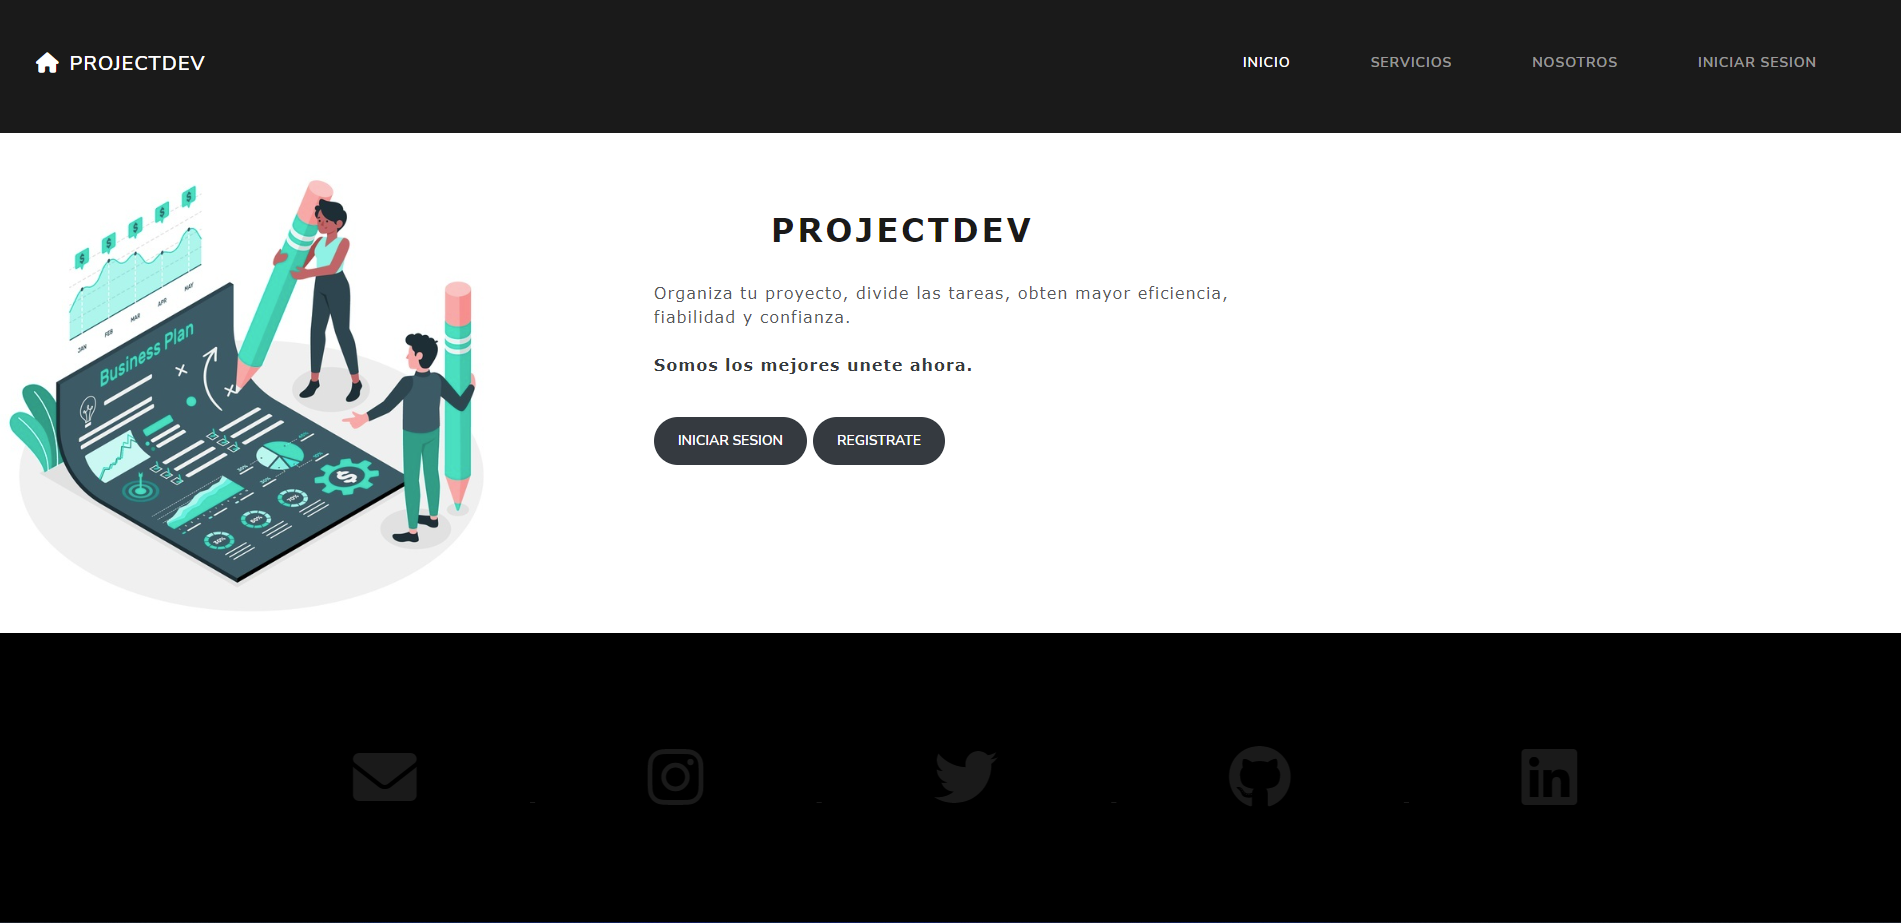 PROJECTDEV
INICIO
SERVICIOS
NOSOTROS
INICIAR SESION
$ $ $ $ $
JAN FEB MAR APR MAY
Business Plan
PROJECTDEV
Organiza tu proyecto, divide las tareas, obten mayor eficiencia,
fiabilidad y confianza.
Somos los mejores unete ahora.
INICIAR SESION
REGISTRATE
$
in